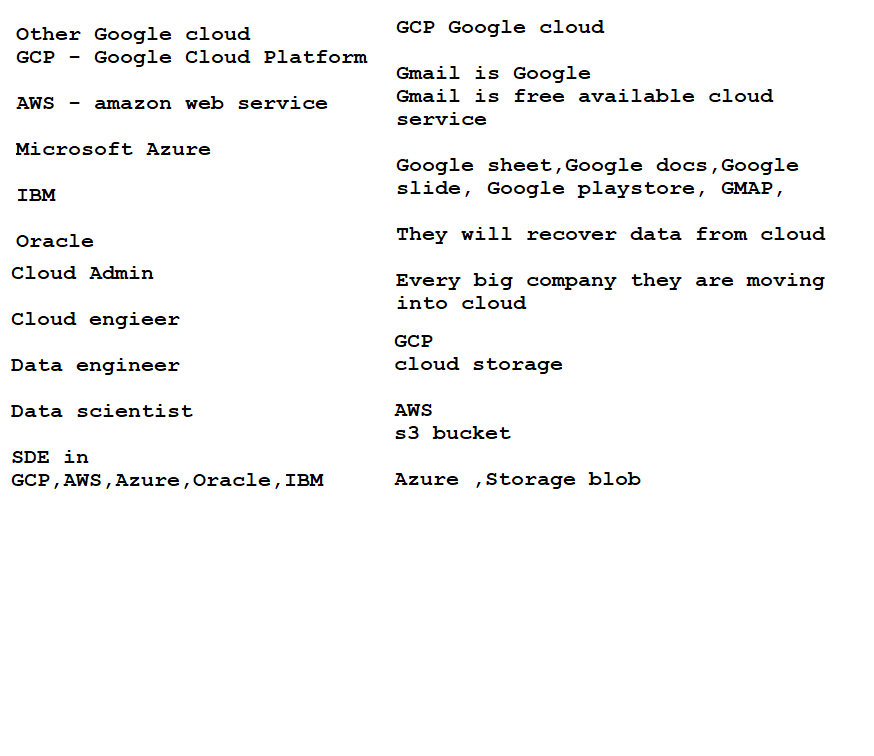 Other Google cloud
GCP - Google Cloud Platform
AWS - amazon web service
Microsoft Azure
IBM
Oracle
Cloud Admin
Cloud engieer
Data engineer
Data scientist
SDE in
GCP,AWS,Azure,Oracle,IBM
GCP Google cloud
Gmail is Google
Gmail is free available cloud
service
Google sheet,Google docs,Google
slide, Google playstore, GMAP,
They will recover data from cloud
Every big company they are moving
into cloud
GCP
cloud storage
AWS
s3 bucket
Azure ,Storage blob